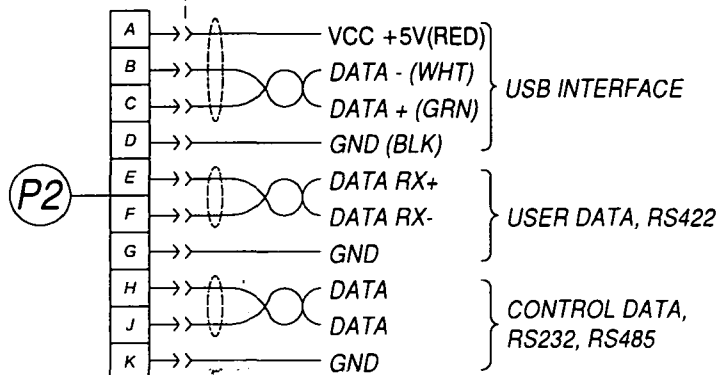 A VCC +5V(RED)
B DATA - (WHT)
C DATA + (GRN)
D GND (BLK)
USB INTERFACE
P2
E DATA RX+
F DATA RX-
G GND
USER DATA, RS422
H DATA
J DATA
K GND
CONTROL DATA,
RS232, RS485